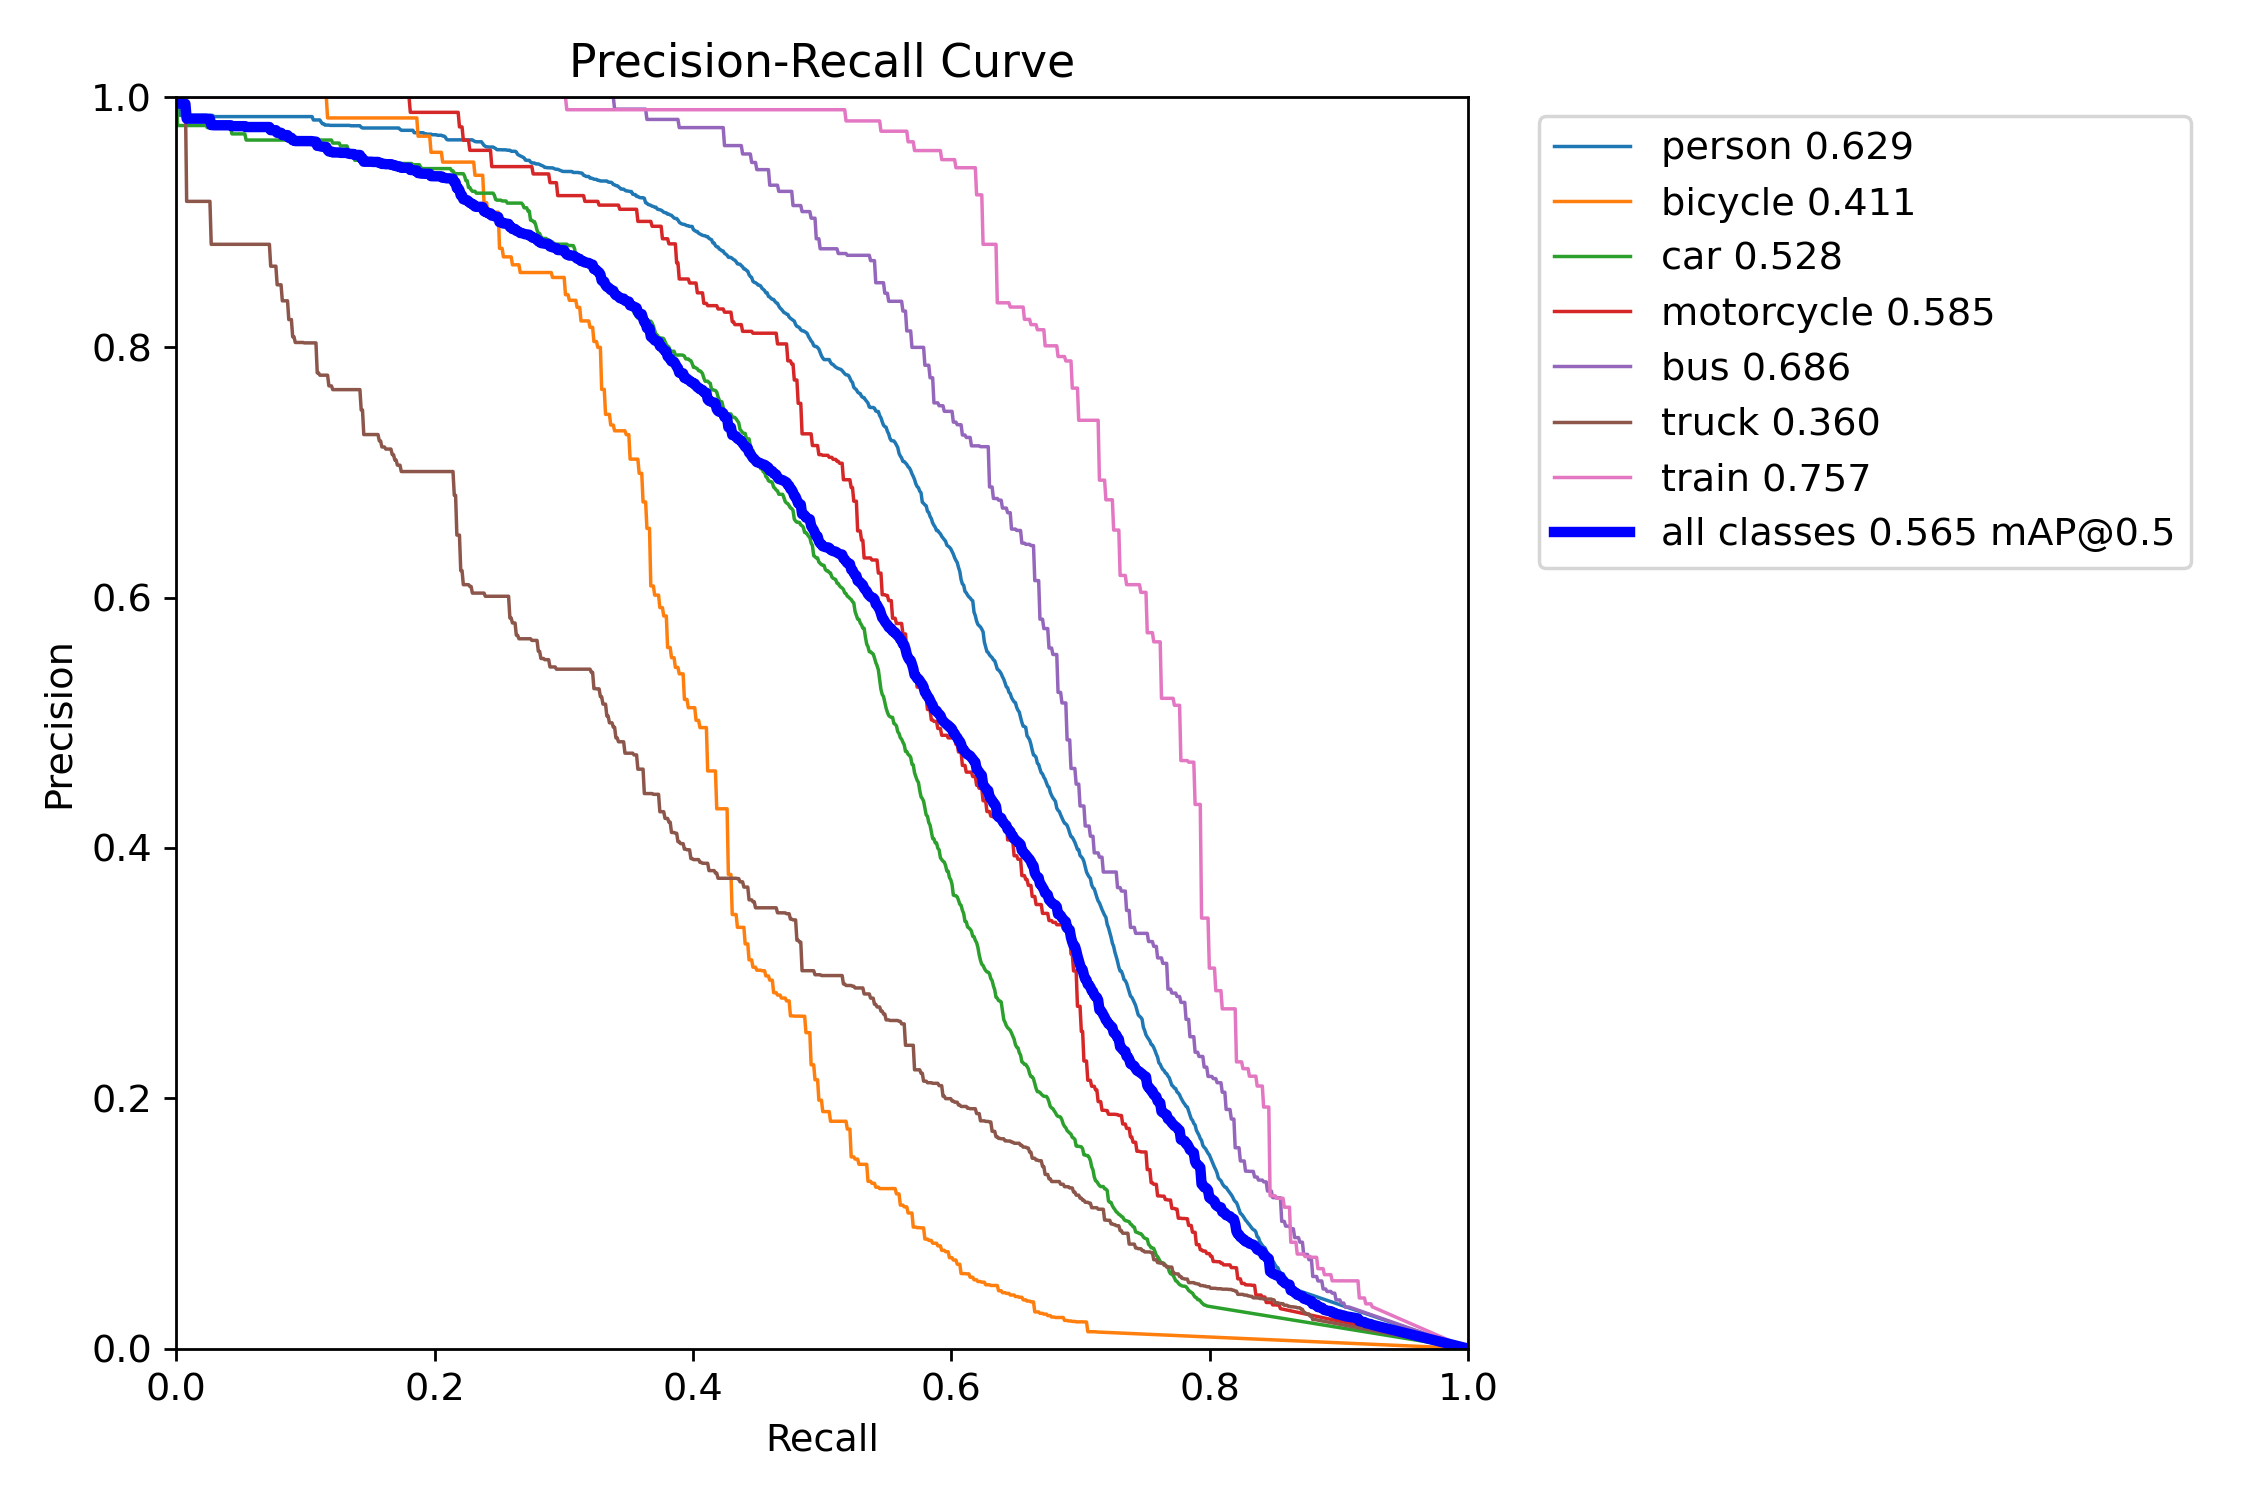 Precision-Recall Curve
1.0
0.8
0.6
0.4
0.2
0.0
Precision
0.0 0.2 0.4 0.6 0.8 1.0
Recall
person 0.629
bicycle 0.411
car 0.528
motorcycle 0.585
bus 0.686
truck 0.360
train 0.757
all classes 0.565 mAP@0.5